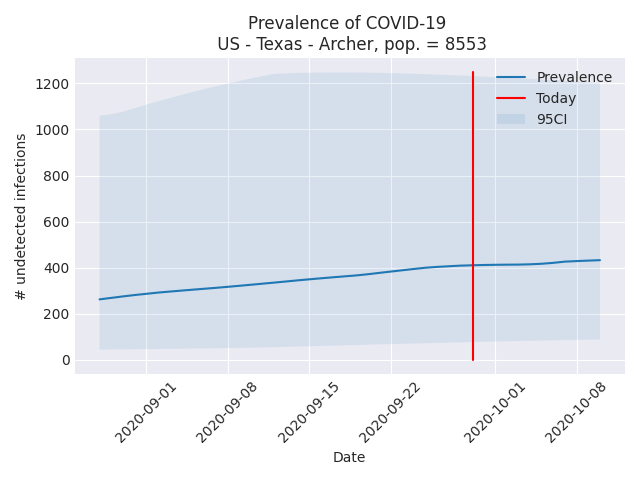 Prevalence of COVID-19
US - Texas - Archer, pop. = 8553
Prevalence
Today
95CI
# undetected infections
1200
1000
800
600
400
200
0
2020-09-01
2020-09-08
2020-09-15
2020-09-22
2020-10-01
2020-10-08
Date